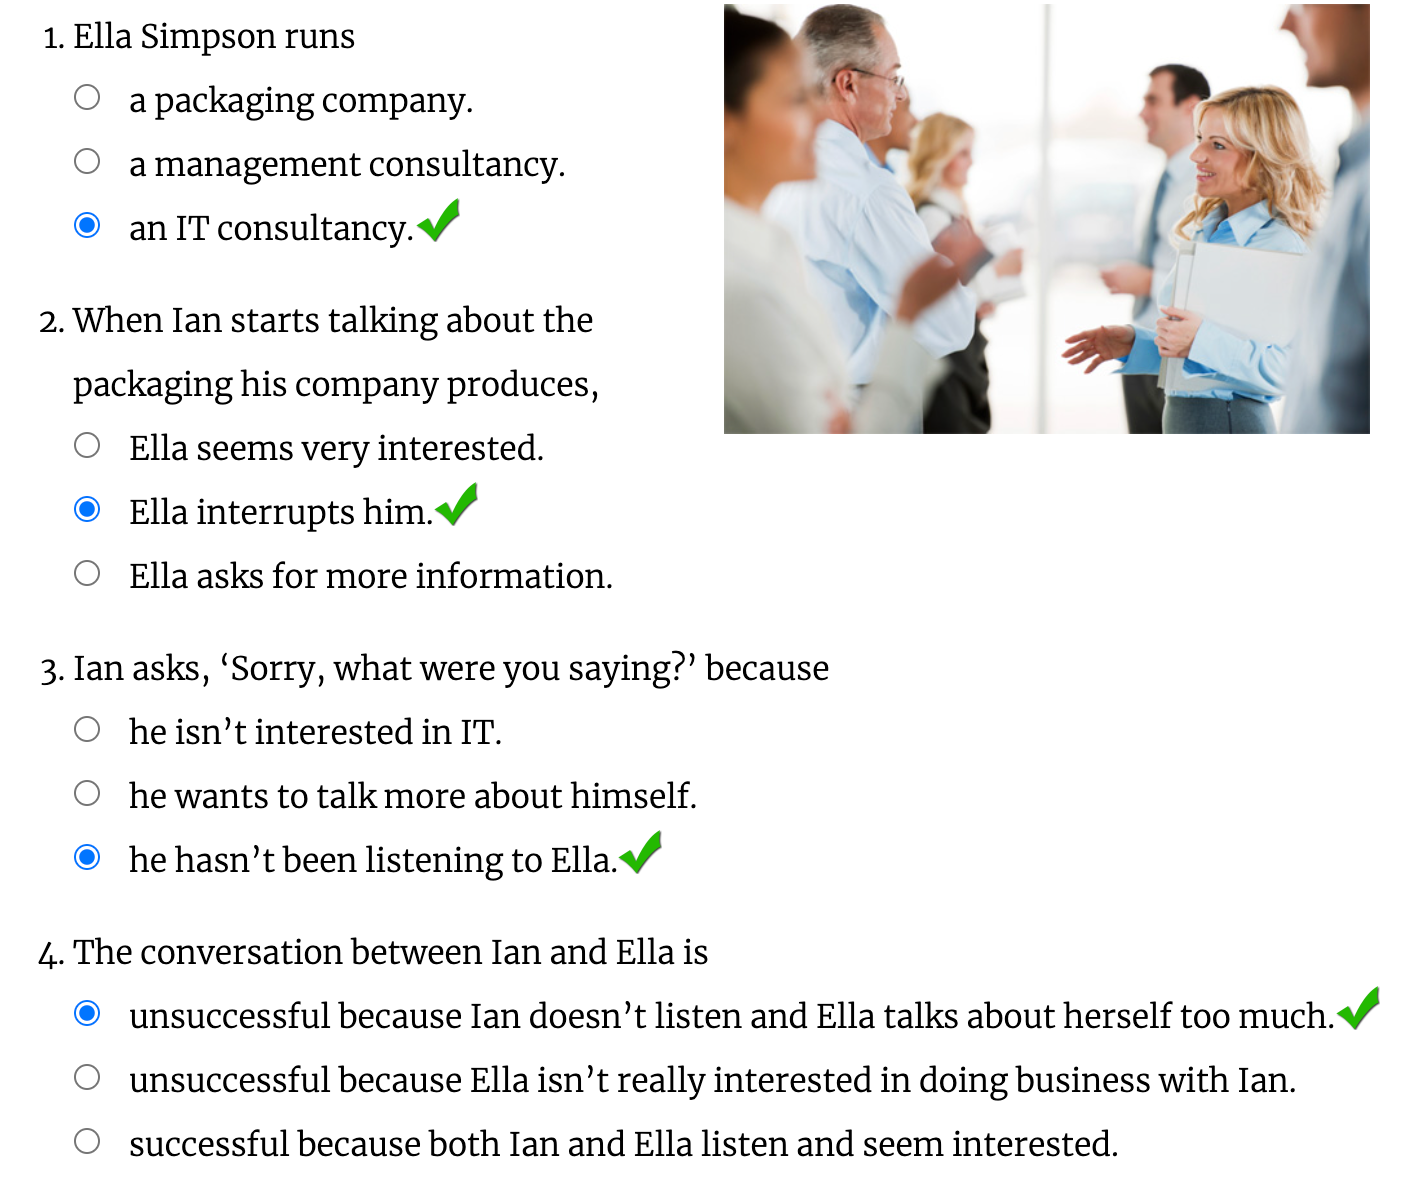 1. Ella Simpson runs
a packaging company.
a management consultancy.
an IT consultancy.
2. When Ian starts talking about the
packaging his company produces,
Ella seems very interested.
Ella interrupts him.
Ella asks for more information.
3. Ian asks, ‘Sorry, what were you saying?’ because
he isn’t interested in IT.
he wants to talk more about himself.
he hasn’t been listening to Ella.
4. The conversation between Ian and Ella is
unsuccessful because Ian doesn’t listen and Ella talks about herself too much.
unsuccessful because Ella isn’t really interested in doing business with Ian.
successful because both Ian and Ella listen and seem interested.